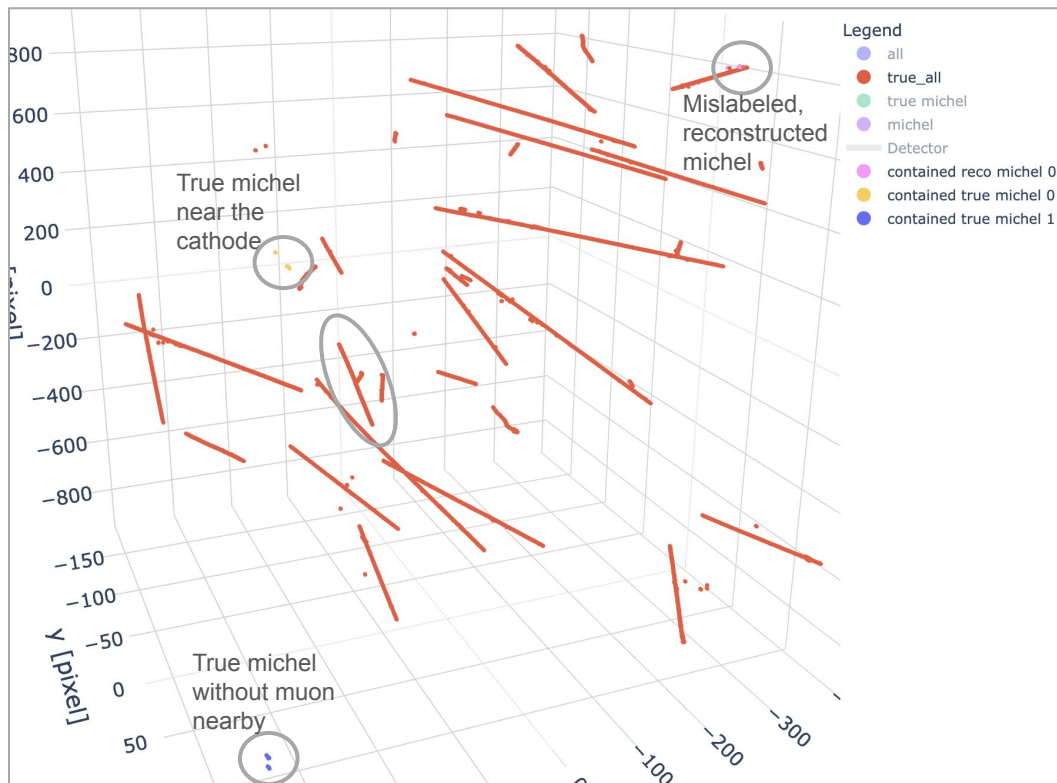 Legend
all
true_all
true michel
michel
Detector
contained reco michel 0
contained true michel 0
contained true michel 1
Mislabeled,
reconstructed
michel
True michel
near the
cathode
True michel
without muon
nearby
800
600
400
200
0
−200
−400
−600
−800
−150
−100
−50
0
50
y [pixel]
−100
−200
−300